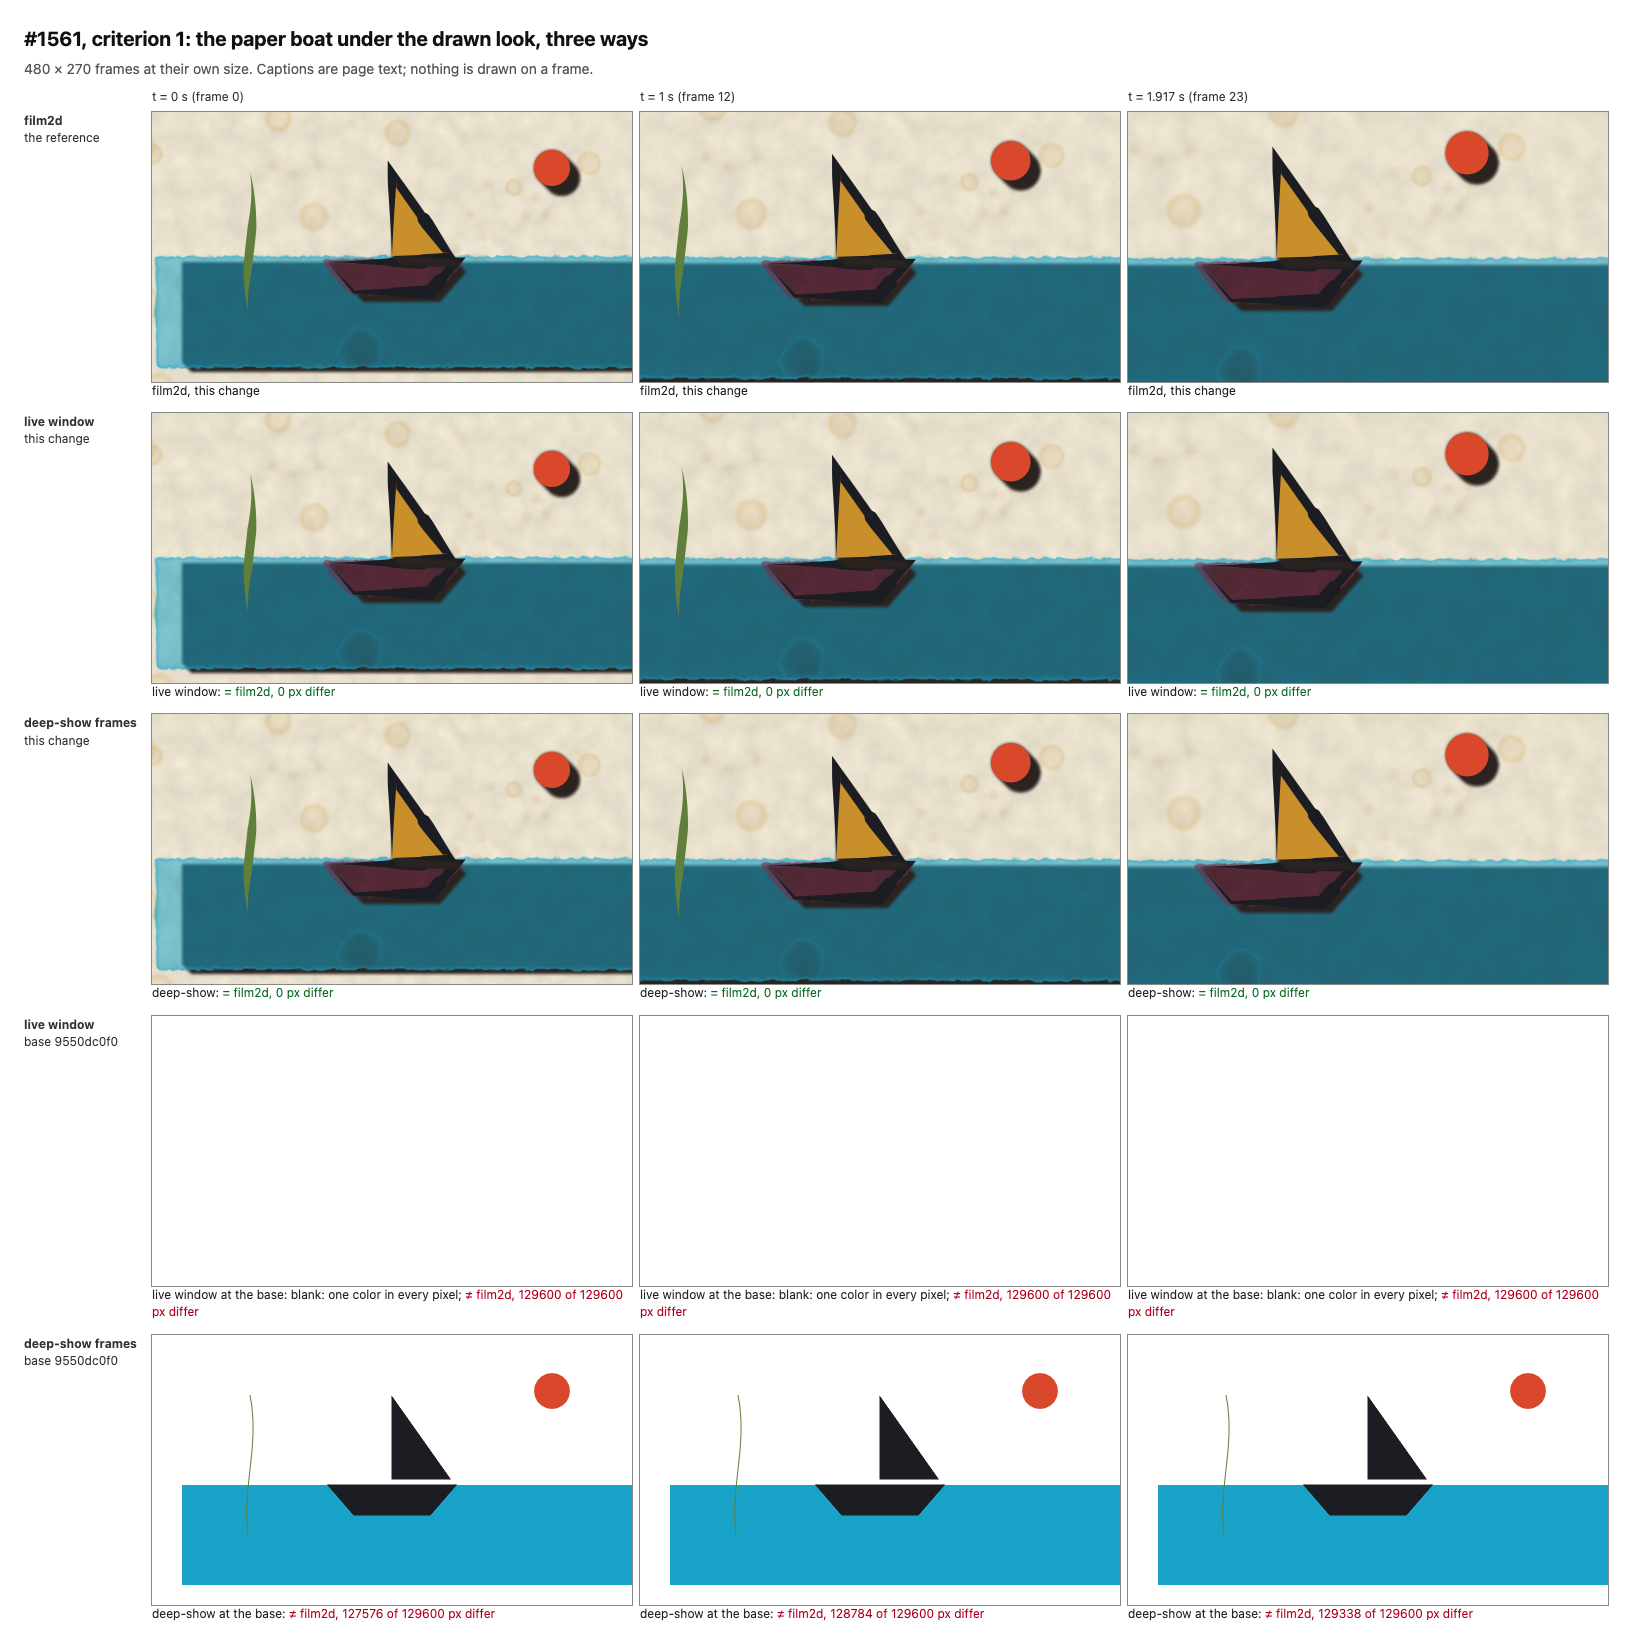 #1561, criterion 1: the paper boat under the drawn look, three ways
480 × 270 frames at their own size. Captions are page text; nothing is drawn on a frame.
t = 0 s (frame 0)
t = 1 s (frame 12)
t = 1.917 s (frame 23)
film2d
the reference
film2d, this change
film2d, this change
film2d, this change
live window
this change
live window: = film2d, 0 px differ
live window: = film2d, 0 px differ
live window: = film2d, 0 px differ
deep-show frames
this change
deep-show: = film2d, 0 px differ
deep-show: = film2d, 0 px differ
deep-show: = film2d, 0 px differ
live window
base 9550dc0f0
live window at the base: blank: one color in every pixel; ≠ film2d, 129600 of 129600
px differ
live window at the base: blank: one color in every pixel; ≠ film2d, 129600 of 129600
px differ
live window at the base: blank: one color in every pixel; ≠ film2d, 129600 of 129600
px differ
deep-show frames
base 9550dc0f0
deep-show at the base: ≠ film2d, 127576 of 129600 px differ
deep-show at the base: ≠ film2d, 128784 of 129600 px differ
deep-show at the base: ≠ film2d, 129338 of 129600 px differ